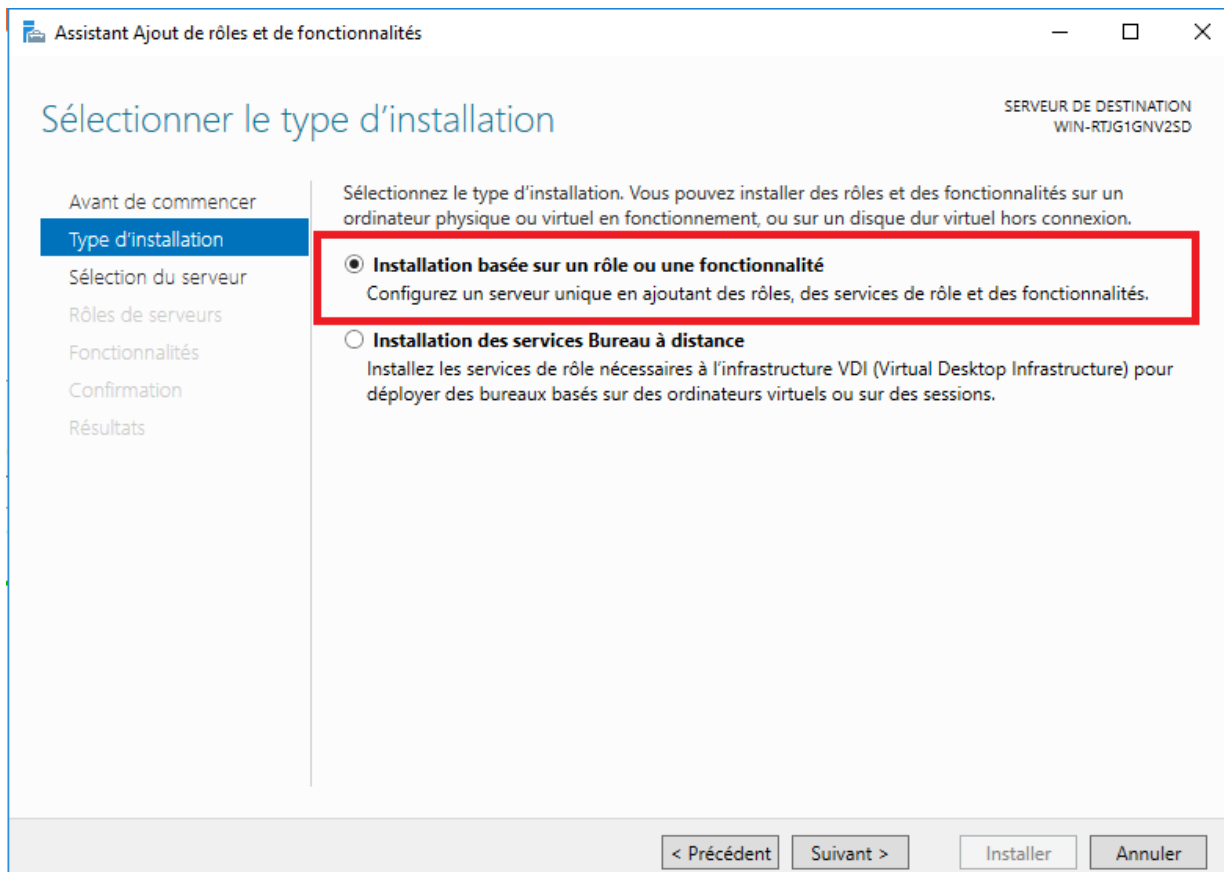 Assistant Ajout de rôles et de fonctionnalités
Sélectionner le type d’installation
SERVEUR DE DESTINATION
WIN-RTJG1GNV2SD
Avant de commencer
Type d’installation
Sélection du serveur
Rôles de serveurs
Fonctionnalités
Confirmation
Résultats
Sélectionnez le type d’installation. Vous pouvez installer des rôles et des fonctionnalités sur un
ordinateur physique ou virtuel en fonctionnement, ou sur un disque dur virtuel hors connexion.
Installation basée sur un rôle ou une fonctionnalité
Configurez un serveur unique en ajoutant des rôles, des services de rôle et des fonctionnalités.
Installation des services Bureau à distance
Installez les services de rôle nécessaires à l’infrastructure VDI (Virtual Desktop Infrastructure) pour
déployer des bureaux basés sur des ordinateurs virtuels ou sur des sessions.
< Précédent
Suivant >
Installer
Annuler